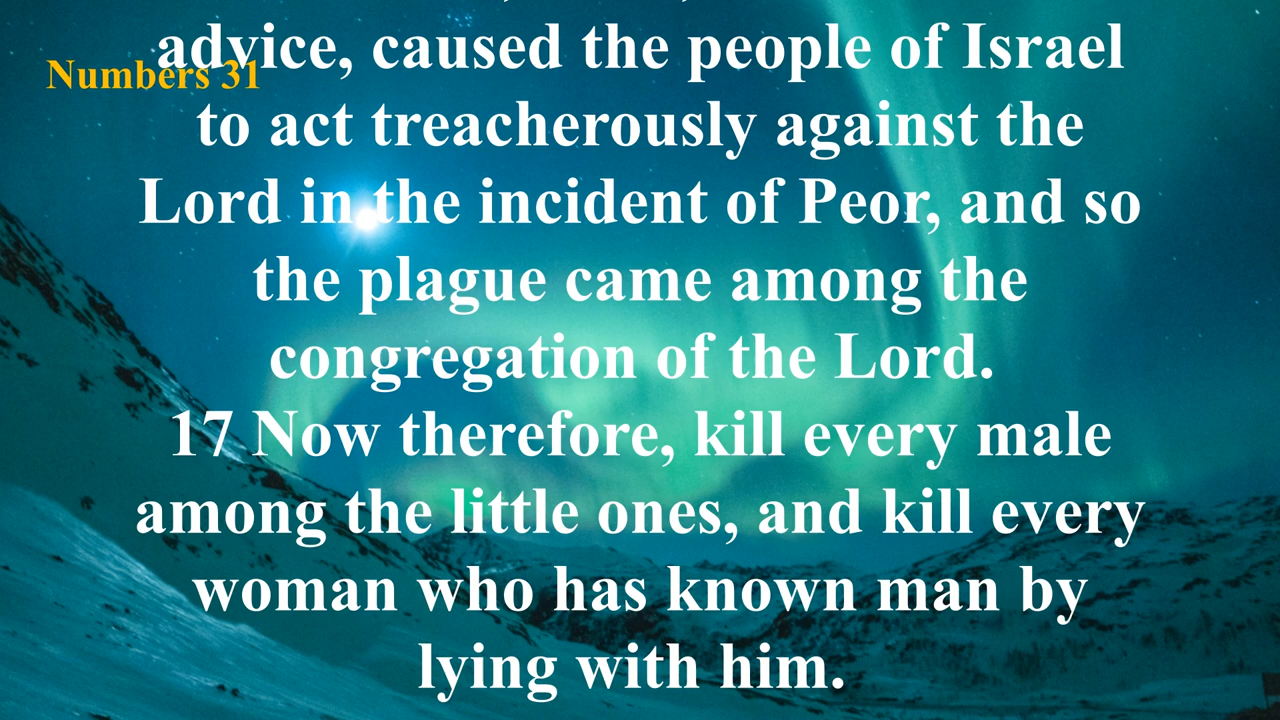 advice, caused the people of Israel
Numbers 31
to act treacherously against the
Lord in the incident of Peor, and so
the plague came among the
congregation of the Lord.
17 Now therefore, kill every male
among the little ones, and kill every
woman who has known man by
lying with him.